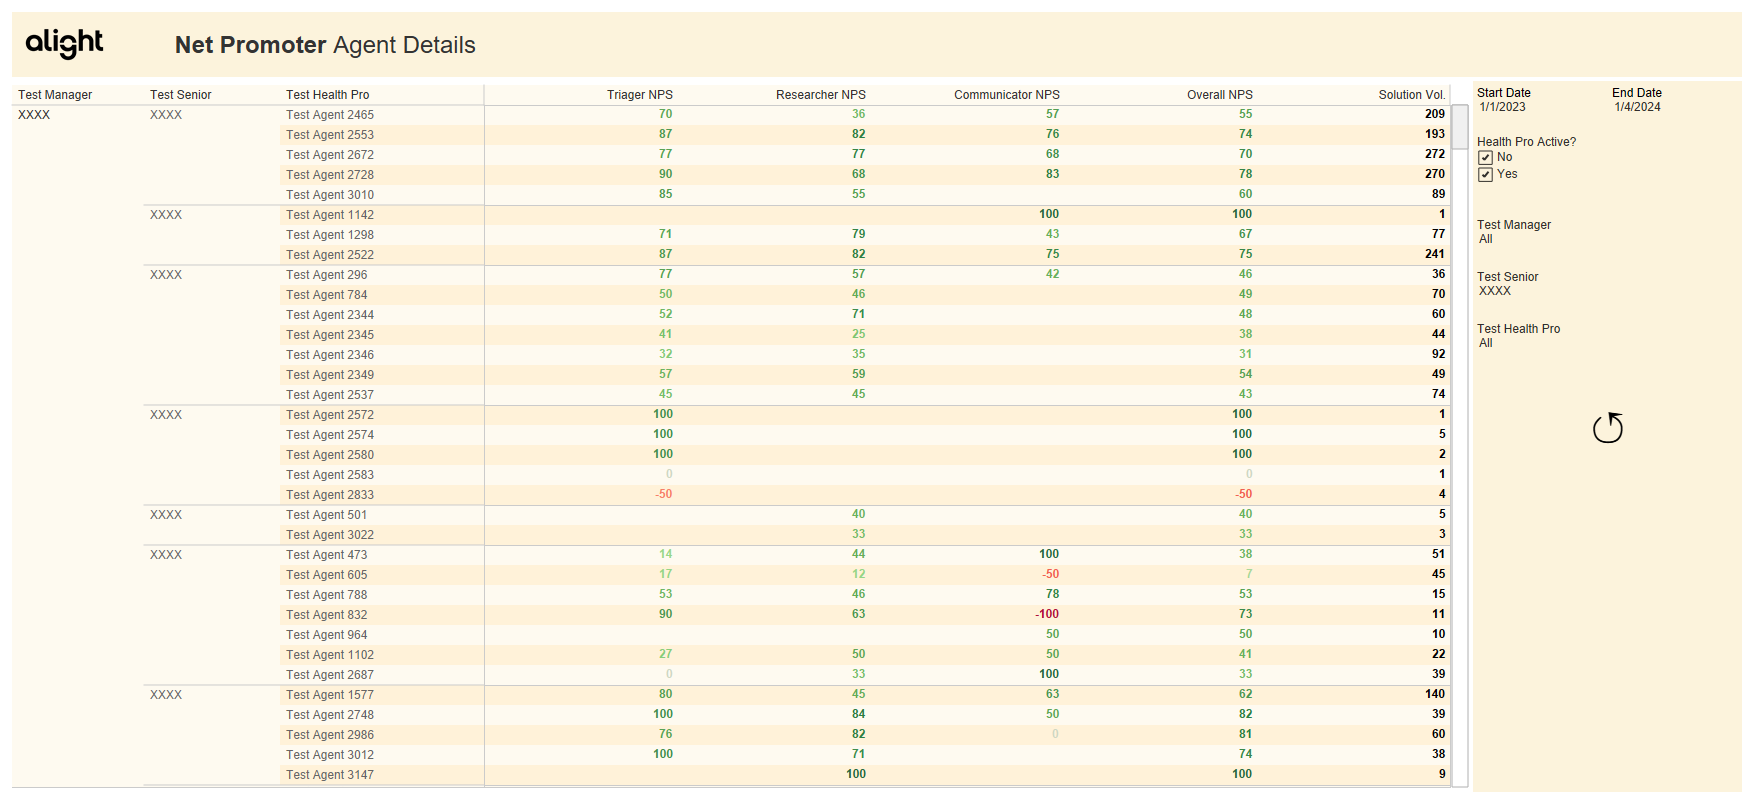 alight
Net Promoter Agent Details
Test Manager Test Senior Test Health Pro Triager NPS Researcher NPS Communicator NPS Overall NPS Solution Vol.
XXXX XXXX Test Agent 2465 70 36 57 55 209
Test Agent 2553 87 82 76 74 193
Test Agent 2672 77 77 68 70 272
Test Agent 2728 90 68 83 78 270
Test Agent 3010 85 55 60 89
XXXX Test Agent 1142 100 100 1
Test Agent 1298 71 79 43 67 77
Test Agent 2522 87 82 75 75 241
XXXX Test Agent 296 77 57 42 46 36
Test Agent 784 50 46 49 70
Test Agent 2344 52 71 48 60
Test Agent 2345 41 25 38 44
Test Agent 2346 32 35 31 92
Test Agent 2349 57 59 54 49
Test Agent 2537 45 45 43 74
XXXX Test Agent 2572 100 100 1
Test Agent 2574 100 100 5
Test Agent 2580 100 100 2
Test Agent 2583 0 0 1
Test Agent 2833 -50 -50 4
XXXX Test Agent 501 40 40 5
Test Agent 3022 33 33 3
XXXX Test Agent 473 14 44 100 38 51
Test Agent 605 17 12 -50 7 45
Test Agent 788 53 46 78 53 15
Test Agent 832 90 63 -100 73 11
Test Agent 964 50 50 10
Test Agent 1102 27 50 50 41 22
Test Agent 2687 0 33 100 33 39
XXXX Test Agent 1577 80 45 63 62 140
Test Agent 2748 100 84 50 82 39
Test Agent 2986 76 82 0 81 60
Test Agent 3012 100 71 74 38
Test Agent 3147 100 100 9
Start Date End Date
1/1/2023 1/4/2024
Health Pro Active?
No
Yes
Test Manager
All
Test Senior
XXXX
Test Health Pro
All